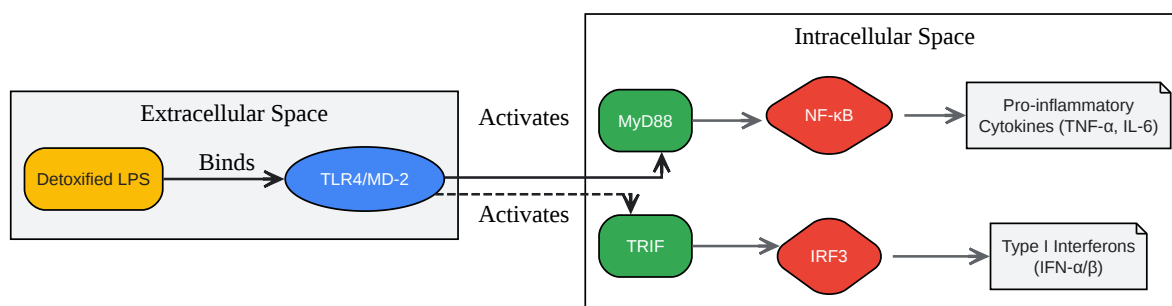 Intracellular Space
Extracellular Space
Activates
MyD88
NF-κB
Pro-inflammatory
Cytokines (TNF-α, IL-6)
Detoxified LPS
Binds
TLR4/MD-2
Activates
TRIF
IRF3
Type I Interferons
(IFN-α/β)